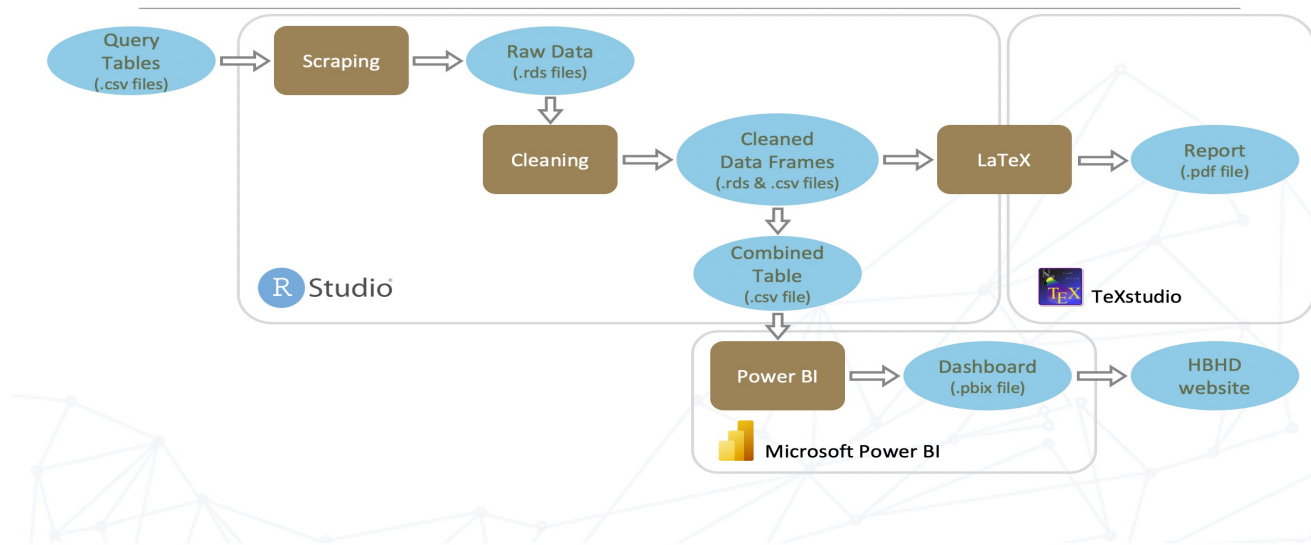 Query
Tables
(.csv files)
Scraping
Raw Data
(.rds files)
Cleaning
Cleaned
Data Frames
(.rds & .csv files)
LaTeX
Report
(.pdf file)
Combined
Table
(.csv file)
R Studio®
TEX TeXstudio
Power BI
Dashboard
(.pbix file)
HBHD
website
Microsoft Power BI